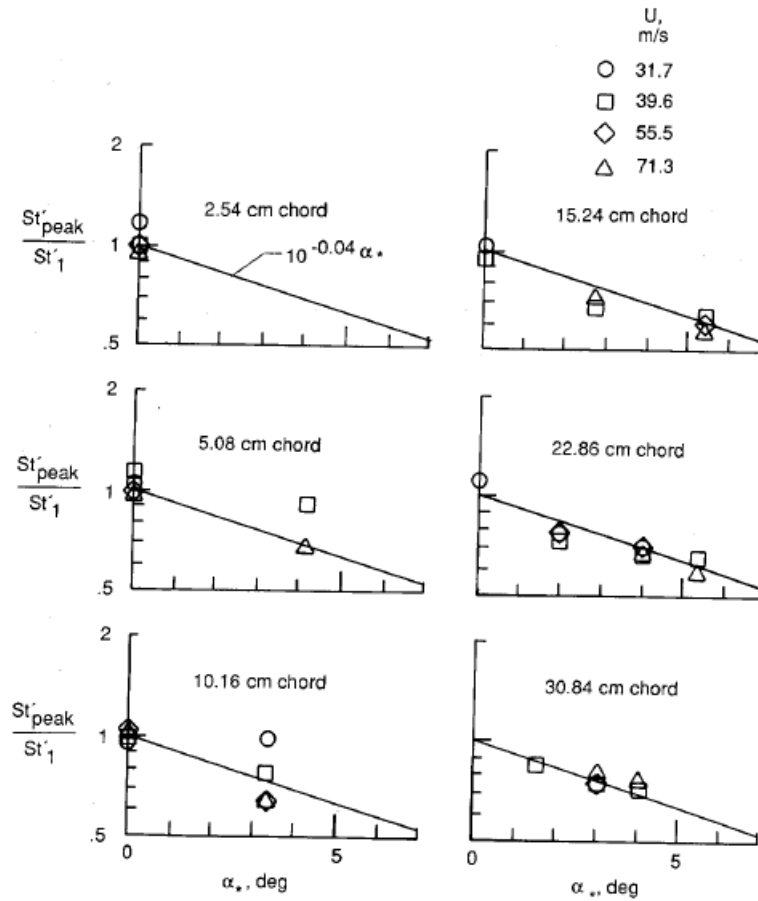 U,
m/s
31.7
39.6
55.5
71.3
2
1
.5
St′peak
St′1
2.54 cm chord
10 -0.04 α*
15.24 cm chord
5
2
1
.5
St′peak
St′1
5.08 cm chord
22.86 cm chord
2
1
.5
St′peak
St′1
10.16 cm chord
30.84 cm chord
0 5
0 5
α*, deg
α*, deg